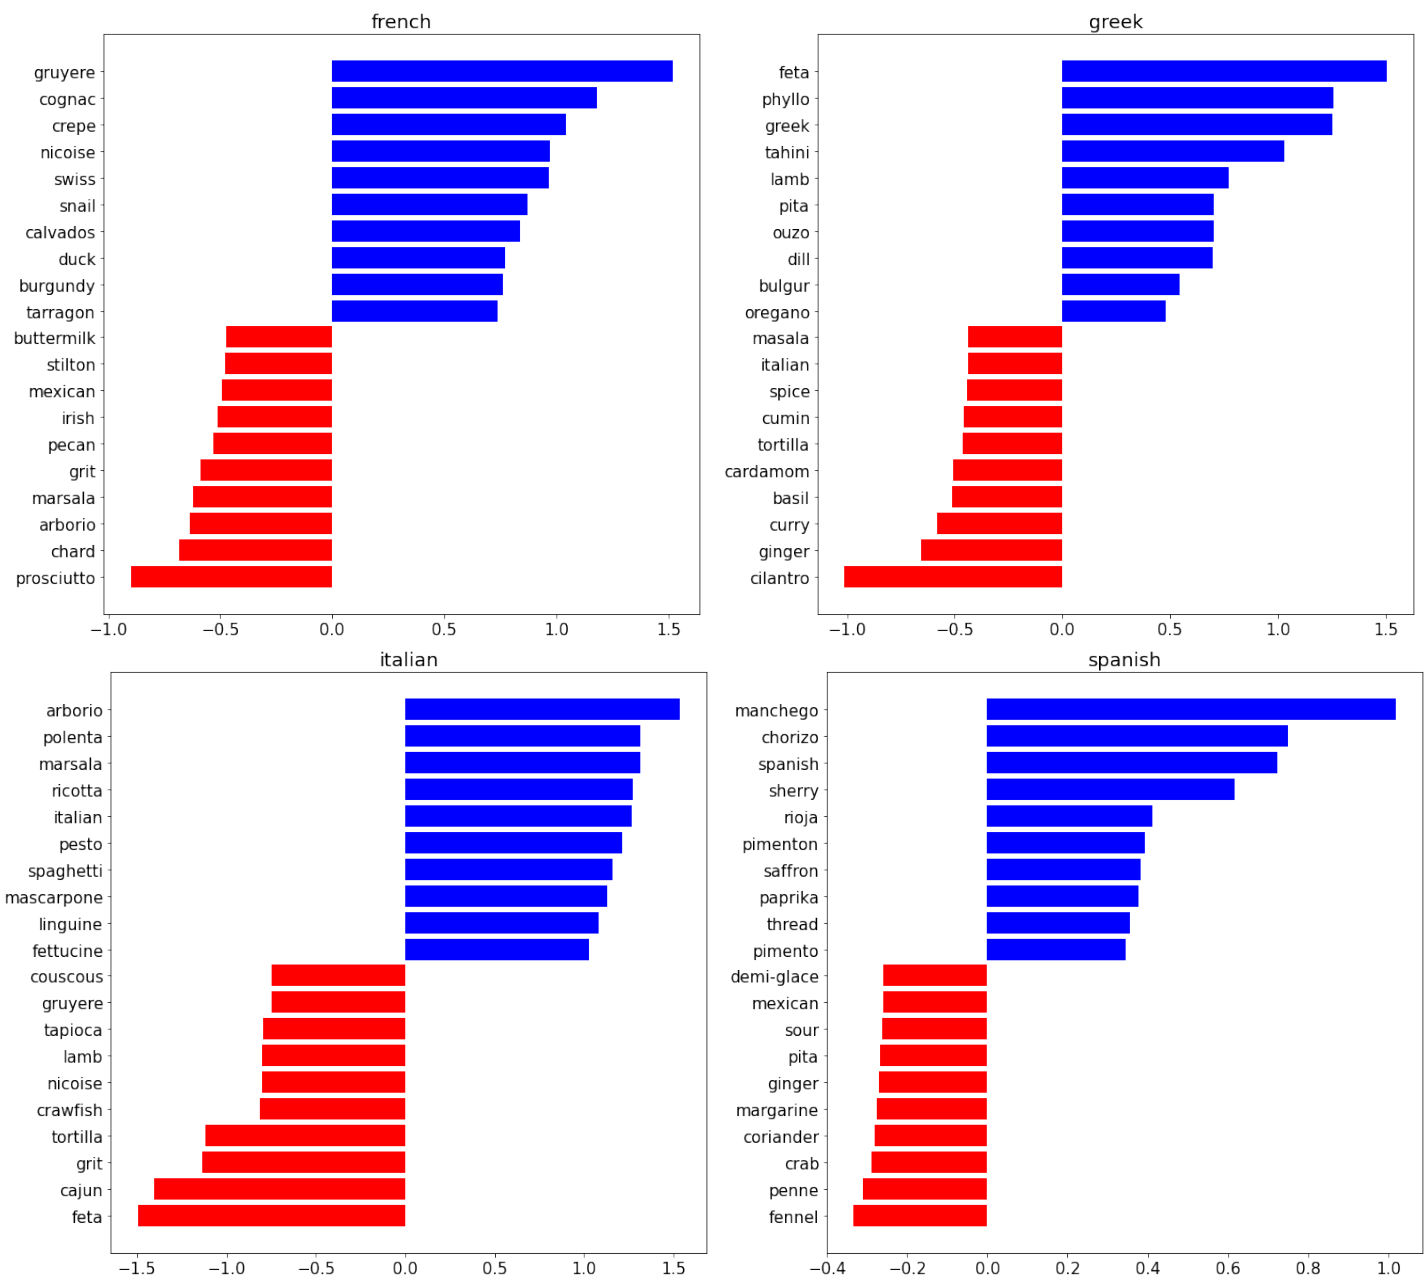 french
gruyere
cognac
crepe
nicoise
swiss
snail
calvados
duck
burgundy
tarragon
buttermilk
stilton
mexican
irish
pecan
grit
marsala
arborio
chard
prosciutto
−1.0 −0.5 0.0 0.5 1.0 1.5
greek
feta
phyllo
greek
tahini
lamb
pita
ouzo
dill
bulgur
oregano
masala
italian
spice
cumin
tortilla
cardamom
basil
curry
ginger
cilantro
−1.0 −0.5 0.0 0.5 1.0 1.5
italian
arborio
polenta
marsala
ricotta
italian
pesto
spaghetti
mascarpone
linguine
fettucine
couscous
gruyere
tapioca
lamb
nicoise
crawfish
tortilla
grit
cajun
feta
−1.5 −1.0 −0.5 0.0 0.5 1.0 1.5
spanish
manchego
chorizo
spanish
sherry
rioja
pimenton
saffron
paprika
thread
pimento
demi-glace
mexican
sour
pita
ginger
margarine
coriander
crab
penne
fennel
−0.4 −0.2 0.0 0.2 0.4 0.6 0.8 1.0